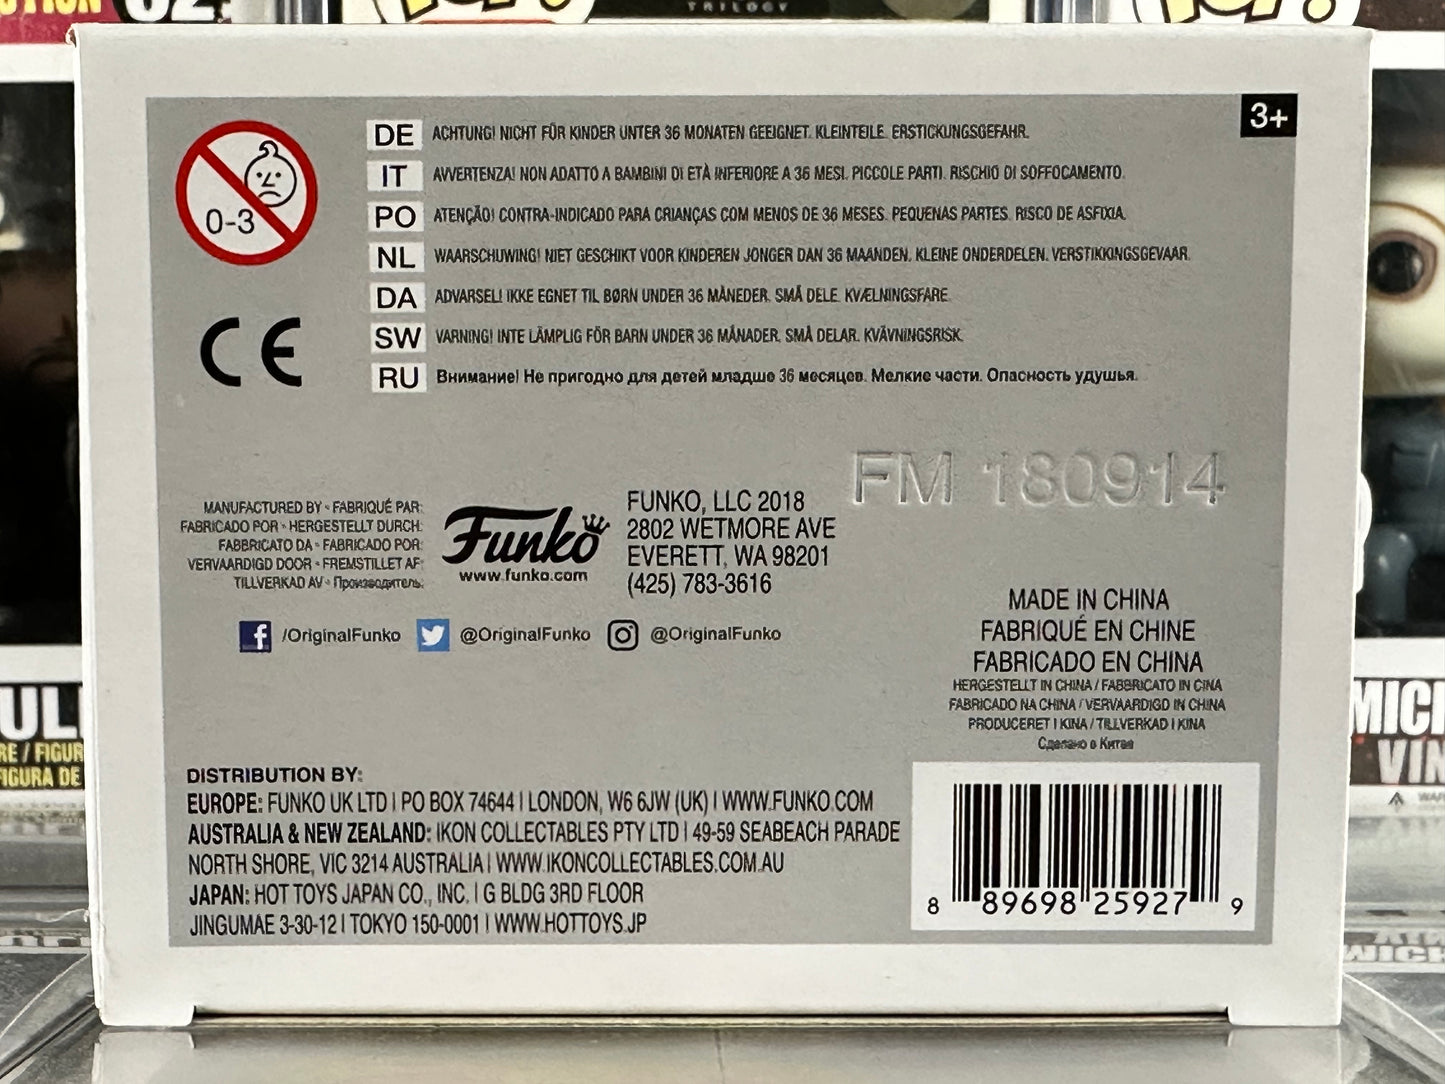 TRILOGY
3+
0-3
DE ACHTUNG! NICHT FÜR KINDER UNTER 36 MONATEN GEEIGNET. KLEINTEILE. ERSTICKUNGSGEFAHR.
IT AVVERTENZA! NON ADATTO A BAMBINI DI ETÀ INFERIORE A 36 MESI. PICCOLE PARTI. RISCHIO DI SOFFOCAMENTO.
PO ATENÇÃO! CONTRA-INDICADO PARA CRIANÇAS COM MENOS DE 36 MESES. PEQUENAS PARTES. RISCO DE ASFIXIA.
NL WAARSCHUWING! NIET GESCHIKT VOOR KINDEREN JONGER DAN 36 MAANDEN. KLEINE ONDERDELEN. VERSTIKKINGSGEVAAR.
DA ADVARSEL! IKKE EGNET TIL BØRN UNDER 36 MÅNEDER. SMÅ DELE. KVÆLNINGSFARE.
SW VARNING! INTE LÄMPLIG FÖR BARN UNDER 36 MÅNADER. SMÅ DELAR. KVÄVNINGSRISK.
RU Внимание! Не пригодно для детей младше 36 месяцев. Мелкие части. Опасность удушья.
CE
FM 180914
MANUFACTURED BY • FABRIQUÉ PAR:
FABRICADO POR • HERGESTELLT DURCH:
FABBRICATO DA • FABRICADO POR:
VERVAARDIGD DOOR • FREMSTILLET AF:
TILLVERKAD AV • Производитель:
Funko
www.funko.com
FUNKO, LLC 2018
2802 WETMORE AVE
EVERETT, WA 98201
(425) 783-3616
/OriginalFunko @OriginalFunko @OriginalFunko
MADE IN CHINA
FABRIQUÉ EN CHINE
FABRICADO EN CHINA
HERGESTELLT IN CHINA / FABBRICATO IN CINA
FABRICADO NA CHINA / VERVAARDIGD IN CHINA
PRODUCERET I KINA / TILLVERKAD I KINA
Сделано в Китае
DISTRIBUTION BY:
EUROPE: FUNKO UK LTD | PO BOX 74644 | LONDON, W6 6JW (UK) | WWW.FUNKO.COM
AUSTRALIA & NEW ZEALAND: IKON COLLECTABLES PTY LTD | 49-59 SEABEACH PARADE
NORTH SHORE, VIC 3214 AUSTRALIA | WWW.IKONCOLLECTABLES.COM.AU
JAPAN: HOT TOYS JAPAN CO., INC. | G BLDG 3RD FLOOR
JINGUMAE 3-30-12 | TOKYO 150-0001 | WWW.HOTTOYS.JP
8 89698 25927 9